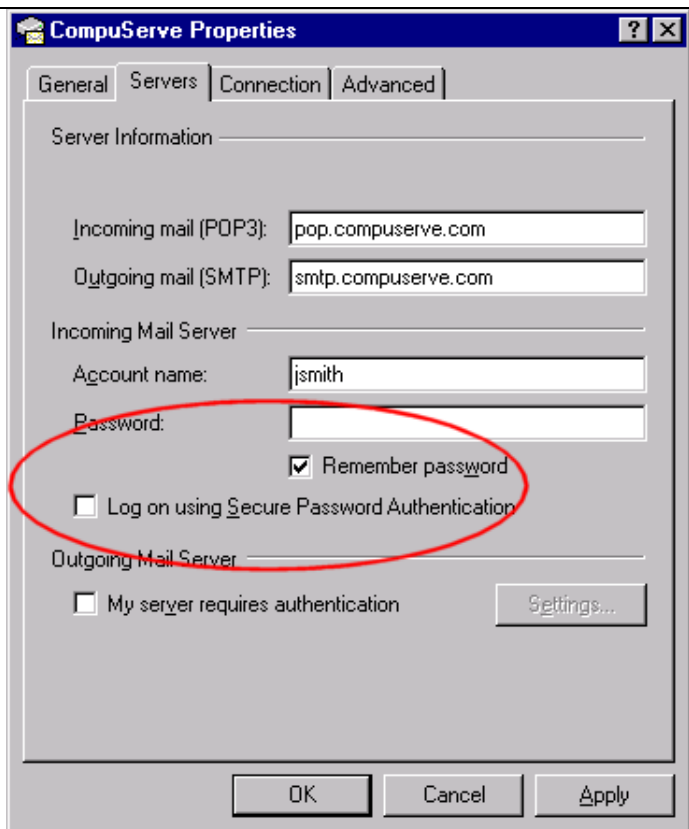 CompuServe Properties
General Servers Connection Advanced
Server Information
Incoming mail (POP3): pop.compuserve.com
Outgoing mail (SMTP): smtp.compuserve.com
Incoming Mail Server
Account name: jsmith
Password:
Remember password
Log on using Secure Password Authentication
Outgoing Mail Server
My server requires authentication Settings...
OK Cancel Apply